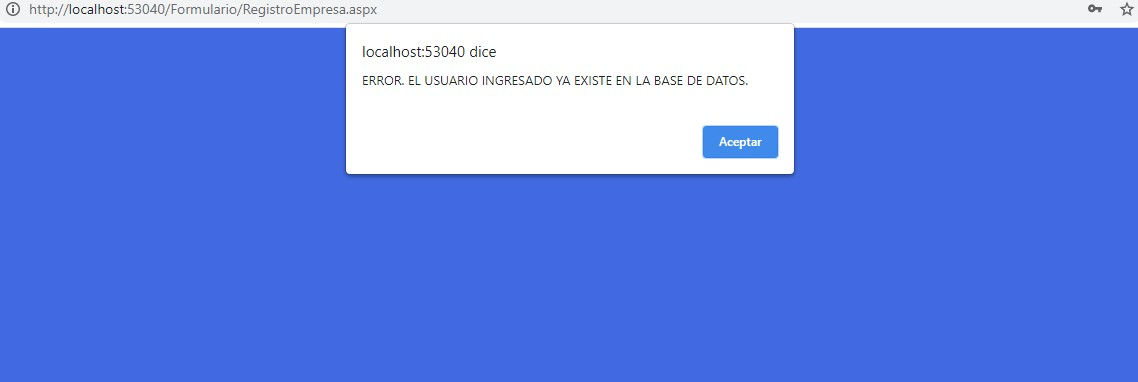 http://localhost:53040/Formulario/RegistroEmpresa.aspx
localhost:53040 dice
ERROR. EL USUARIO INGRESADO YA EXISTE EN LA BASE DE DATOS.
Aceptar